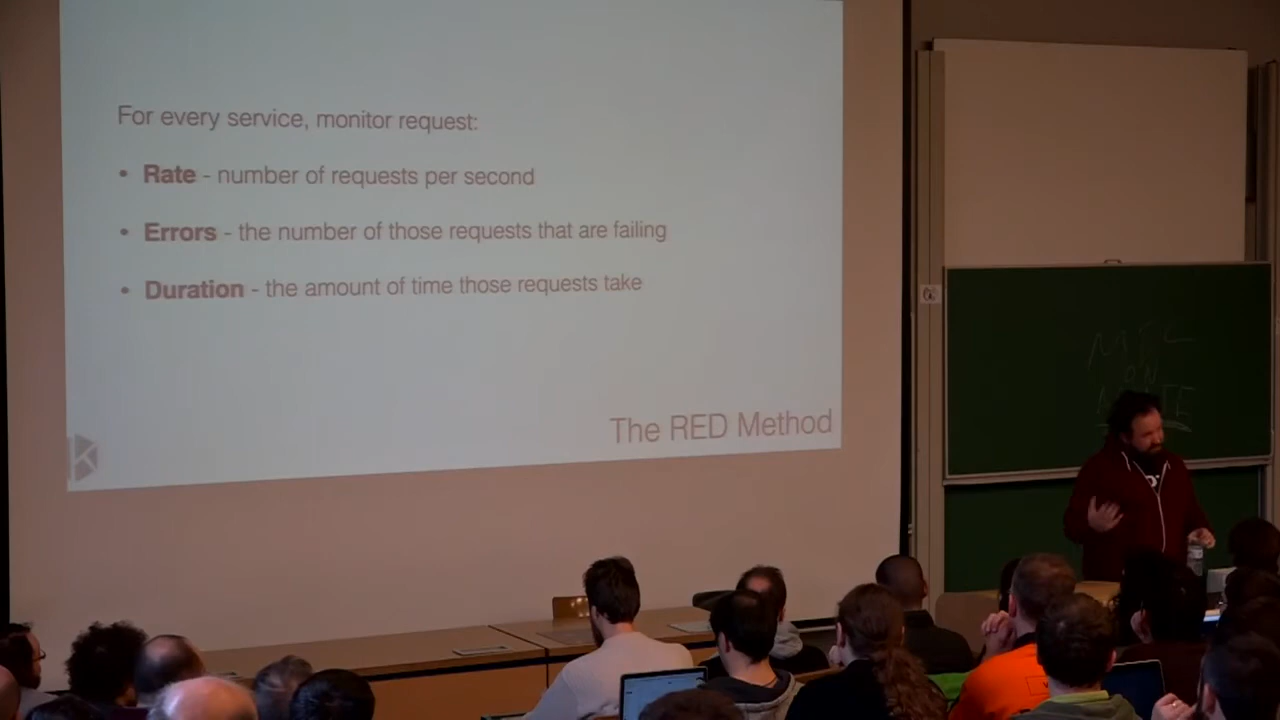 For every service, monitor request:
• Rate - number of requests per second
• Errors - the number of those requests that are failing
• Duration - the amount of time those requests take
The RED Method
K
ON